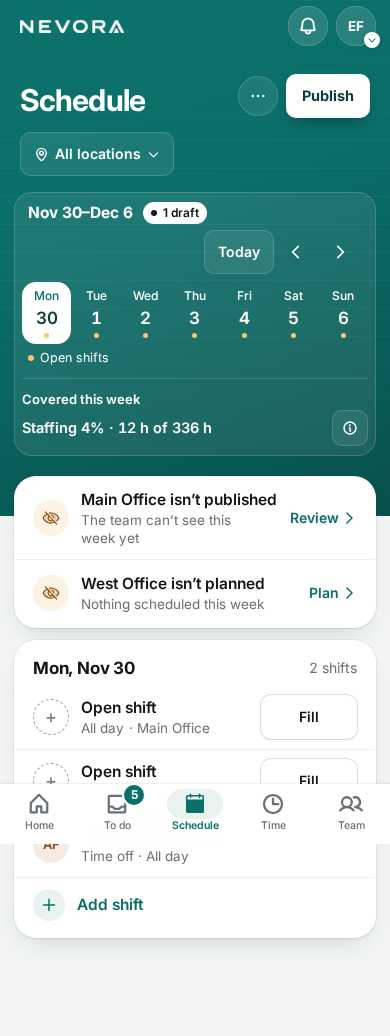 NEVORA
EF
Schedule
Publish
All locations
Nov 30–Dec 6
1 draft
Today
Mon Tue Wed Thu Fri Sat Sun
30 1 2 3 4 5 6
Open shifts
Covered this week
Staffing 4% · 12 h of 336 h
Main Office isn’t published
The team can’t see this
week yet
Review
West Office isn’t planned
Nothing scheduled this week
Plan
Mon, Nov 30
2 shifts
Open shift
All day · Main Office
Fill
Open shift
Fill
5
Home
To do
Schedule
Time
Team
Time off · All day
Add shift